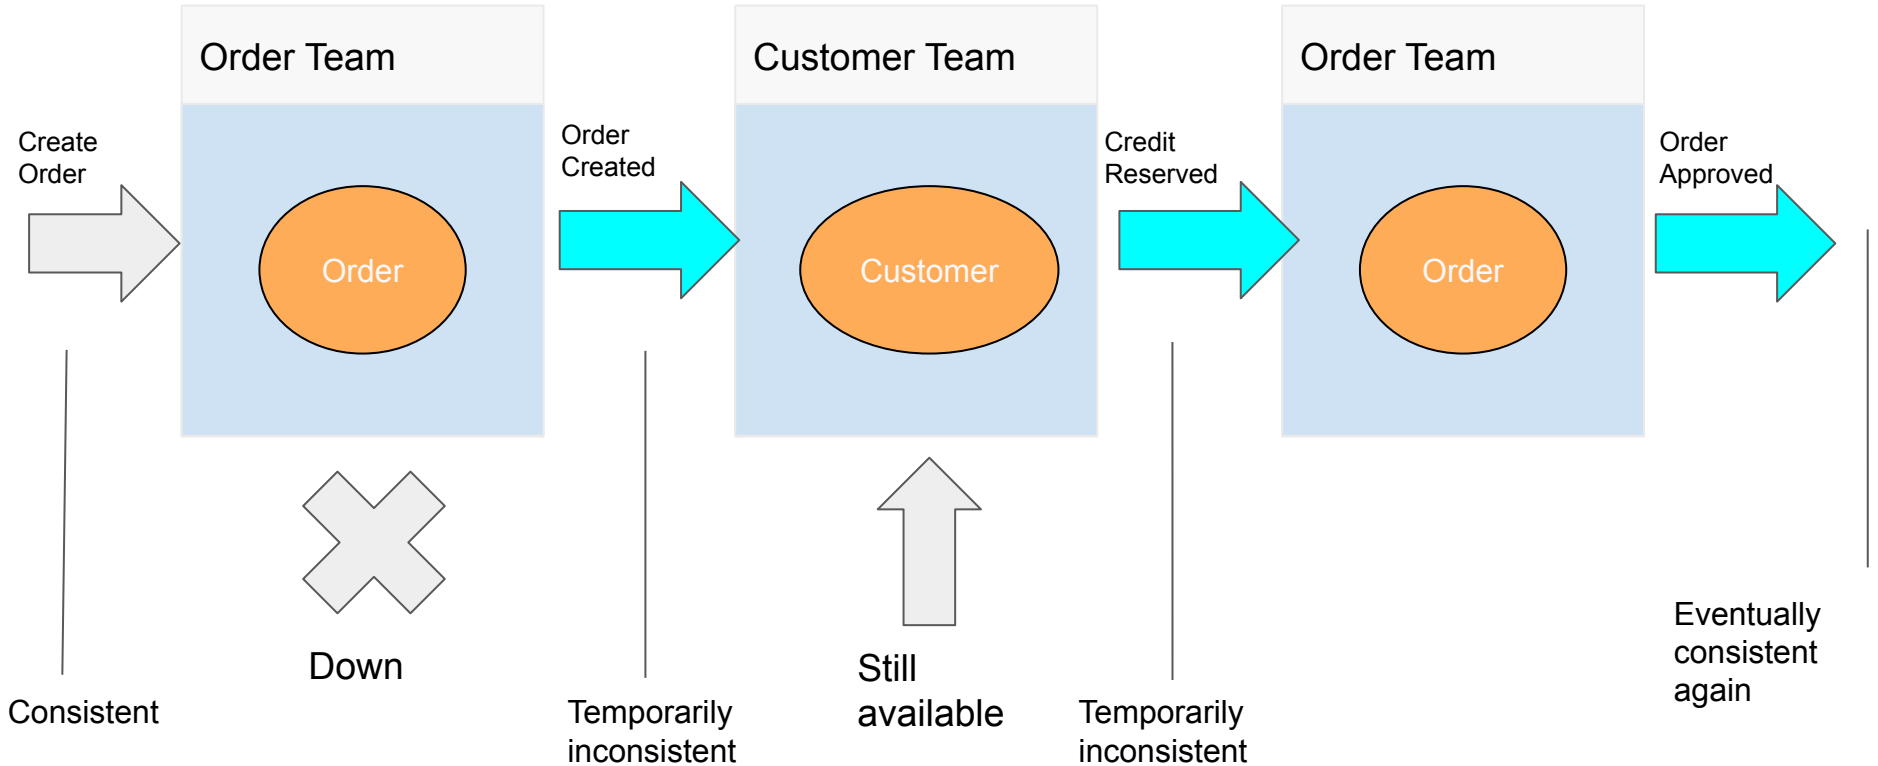 Order Team
Customer Team
Order Team
Create
Order
Order
Created
Credit
Reserved
Order
Approved
Order
Customer
Order
Down
Still
available
Consistent
Temporarily
inconsistent
Temporarily
inconsistent
Eventually
consistent
again